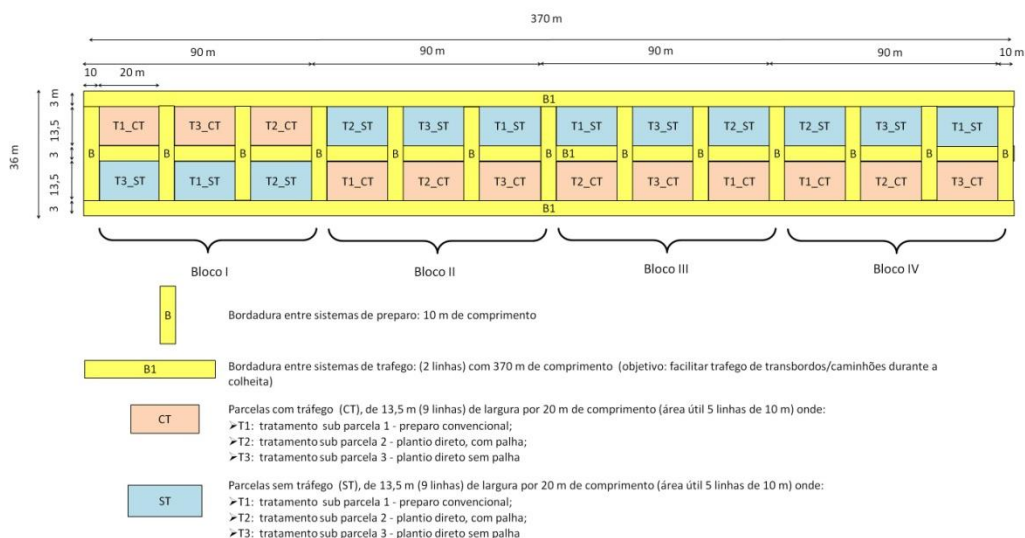 370 m
90 m 90 m 90 m 90 m 10 m
10 20 m
36 m
3 m
13,5
3
13,5
3
B1
T1_CT T3_CT T2_CT T2_ST T3_ST T1_ST T1_ST T3_ST T2_ST T2_ST T3_ST T1_ST
B B B B B B B B1 B B B B B B
T3_ST T1_ST T2_ST T1_CT T2_CT T3_CT T2_CT T3_CT T1_CT T1_CT T2_CT T3_CT
B1
Bloco I Bloco II Bloco III Bloco IV
B
Bordadura entre sistemas de preparo: 10 m de comprimento
B1
Bordadura entre sistemas de trafego: (2 linhas) com 370 m de comprimento (objetivo: facilitar trafego de transbordos/caminhões durante a
colheita)
CT
Parcelas com tráfego (CT), de 13,5 m (9 linhas) de largura por 20 m de comprimento (área útil 5 linhas de 10 m) onde:
➢T1: tratamento sub parcela 1 - preparo convencional;
➢T2: tratamento sub parcela 2 - plantio direto, com palha;
➢T3: tratamento sub parcela 3 - plantio direto sem palha
ST
Parcelas sem tráfego (ST), de 13,5 m (9 linhas) de largura por 20 m de comprimento (área útil 5 linhas de 10 m) onde:
➢T1: tratamento sub parcela 1 - preparo convencional;
➢T2: tratamento sub parcela 2 - plantio direto, com palha;
➢T3: tratamento sub parcela 3 - plantio direto sem palha